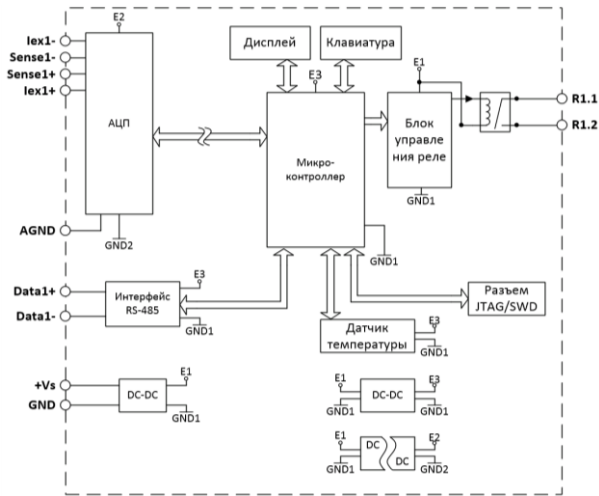 Iex1-
Sense1-
Sense1+
Iex1+
AGND
E2
АЦП
GND2
Дисплей
Клавиатура
E3
Микро-
контроллер
GND1
E1
Блок
управле
ния реле
GND1
R1.1
R1.2
Data1+
Data1-
Интерфейс
RS-485
E3
GND1
Датчик
температуры
E3
GND1
Разъем
JTAG/SWD
+Vs
GND
DC-DC
E1
GND1
E1
GND1
DC-DC
E3
GND1
E1
GND1
DC
DC
E2
GND2